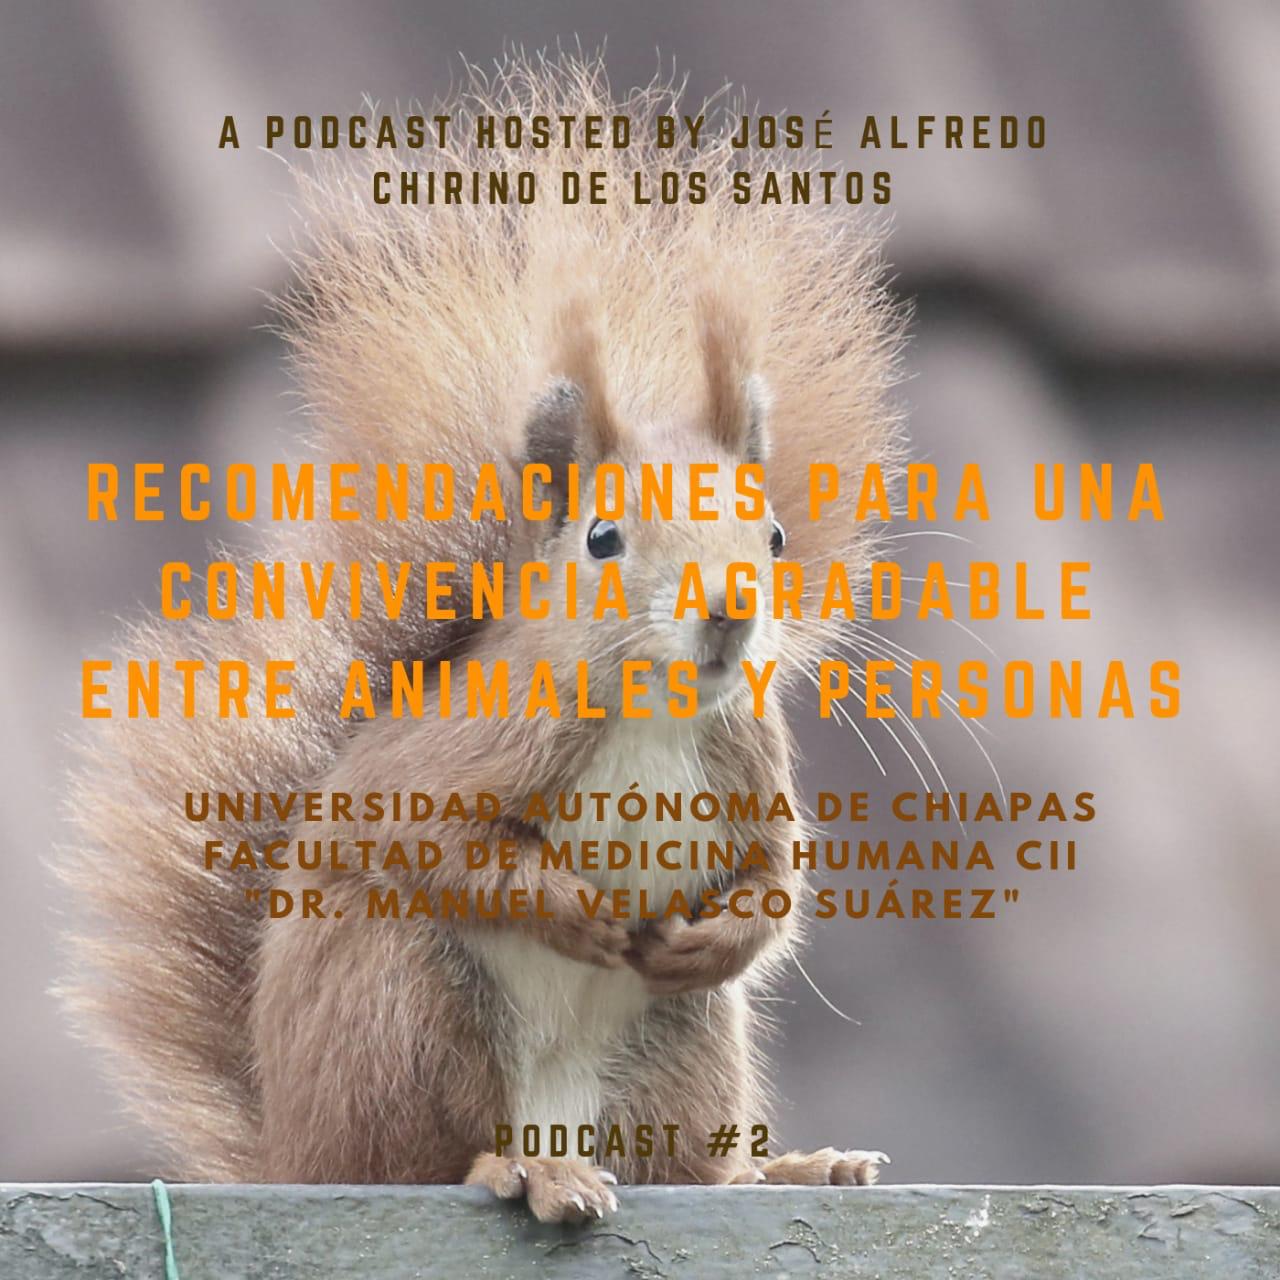 A PODCAST HOSTED BY JOSÉ ALFREDO
CHIRINO DE LOS SANTOS
RECOMENDACIONES PARA UNA
CONVIVENCIA AGRADABLE
ENTRE ANIMALES Y PERSONAS
UNIVERSIDAD AUTÓNOMA DE CHIAPAS
FACULTAD DE MEDICINA HUMANA CII
"DR. MANUEL VELASCO SUÁREZ"
PODCAST #2